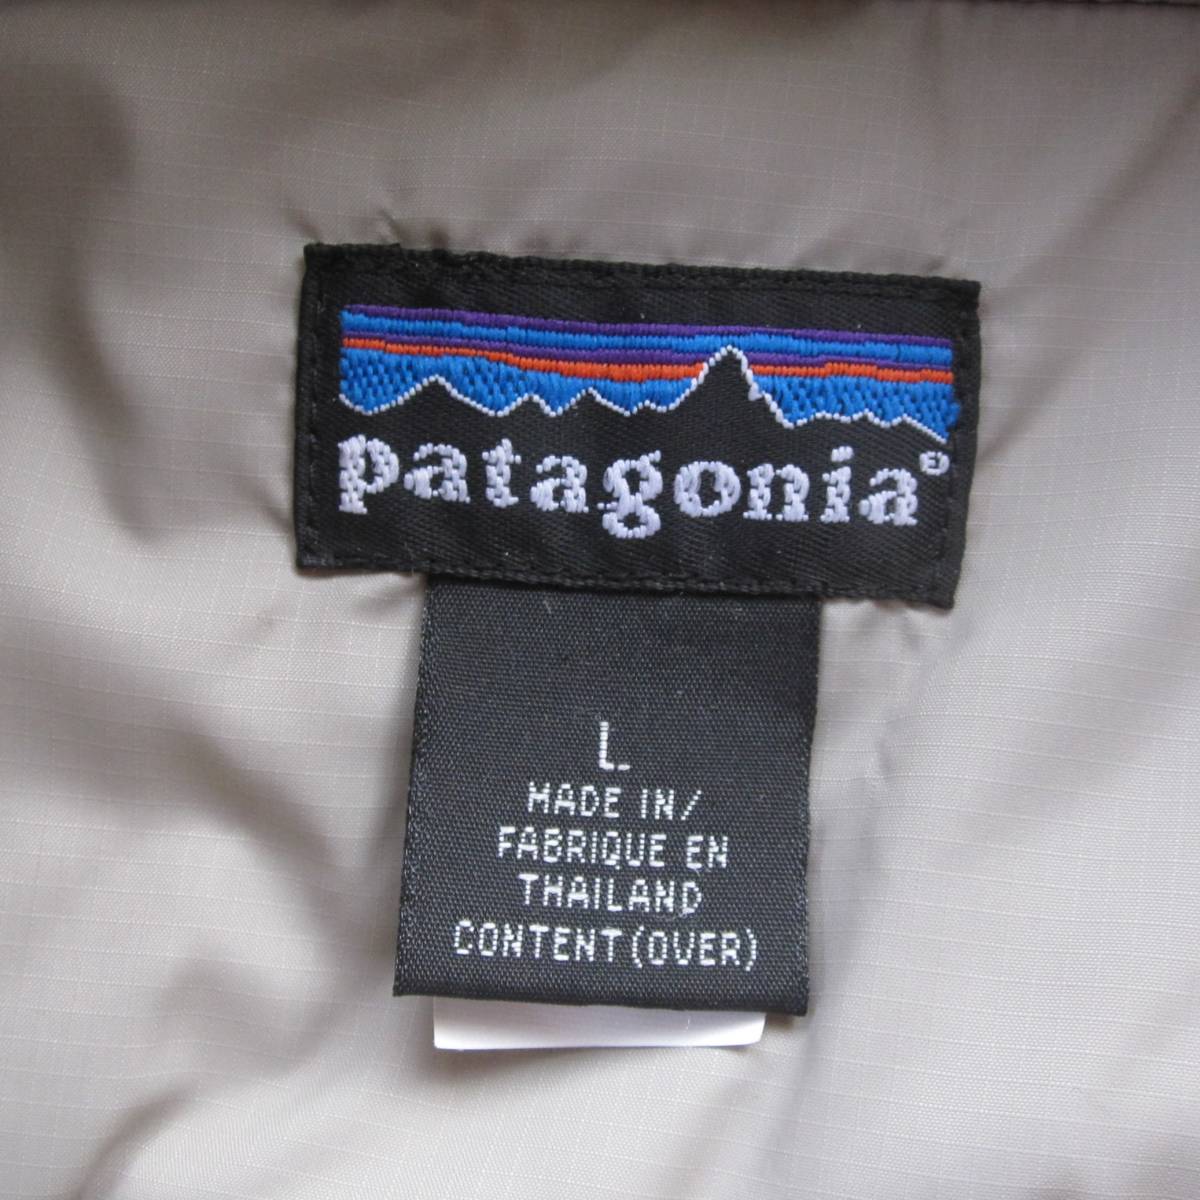 patagonia®
L
MADE IN/
FABRIQUE EN
THAILAND
CONTENT (OVER)